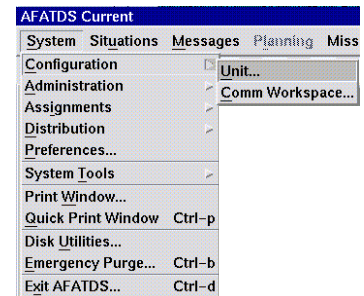 AFATDS Current
System Situations Messages Planning Miss
Configuration
Unit...
Administration
Comm Workspace...
Assignments
Distribution
Preferences...
System Tools
Print Window...
Quick Print Window Ctrl-p
Disk Utilities...
Emergency Purge... Ctrl-b
Exit AFATDS... Ctrl-d